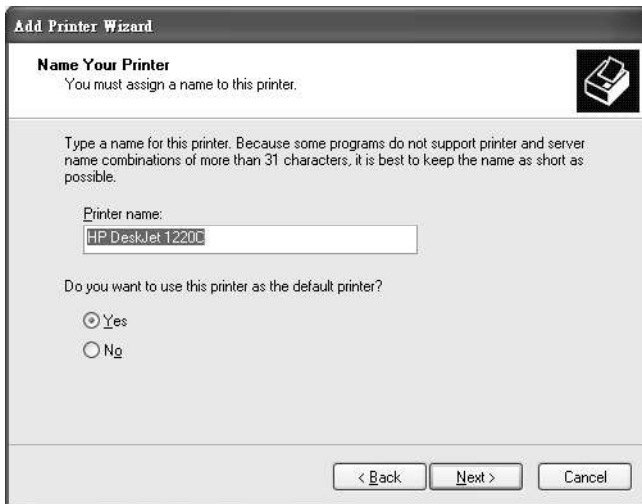 Add Printer Wizard
Name Your Printer
You must assign a name to this printer.
Type a name for this printer. Because some programs do not support printer and server
name combinations of more than 31 characters, it is best to keep the name as short as
possible.
Printer name:
HP DeskJet 1220C
Do you want to use this printer as the default printer?
Yes
No
< Back Next > Cancel